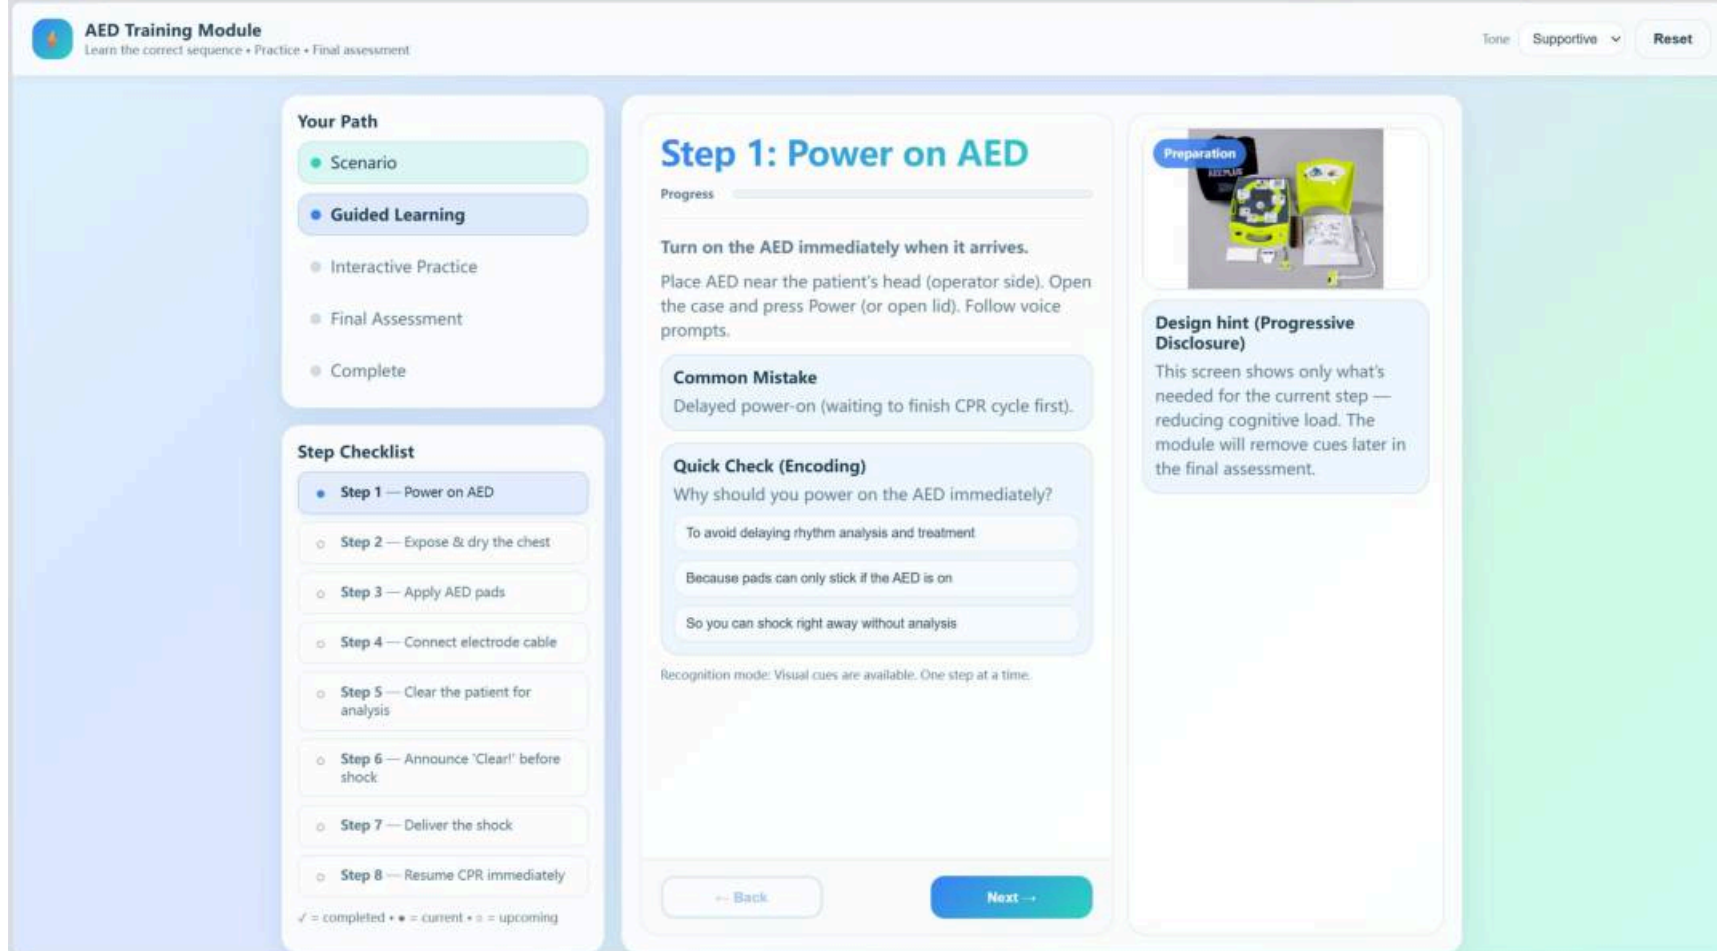 AED Training Module
Learn the correct sequence • Practice • Final assessment
Tone
Supportive
Reset
Your Path
Scenario
Guided Learning
Interactive Practice
Final Assessment
Complete
Step Checklist
● Step 1 — Power on AED
○ Step 2 — Expose & dry the chest
○ Step 3 — Apply AED pads
○ Step 4 — Connect electrode cable
○ Step 5 — Clear the patient for
analysis
○ Step 6 — Announce 'Clear!' before
shock
○ Step 7 — Deliver the shock
○ Step 8 — Resume CPR immediately
✓ = completed • ● = current • ○ = upcoming
Step 1: Power on AED
Progress
Turn on the AED immediately when it arrives.
Place AED near the patient's head (operator side). Open
the case and press Power (or open lid). Follow voice
prompts.
Common Mistake
Delayed power-on (waiting to finish CPR cycle first).
Quick Check (Encoding)
Why should you power on the AED immediately?
To avoid delaying rhythm analysis and treatment
Because pads can only stick if the AED is on
So you can shock right away without analysis
Recognition mode: Visual cues are available. One step at a time.
← Back
Next →
Preparation
Design hint (Progressive
Disclosure)
This screen shows only what's
needed for the current step —
reducing cognitive load. The
module will remove cues later in
the final assessment.